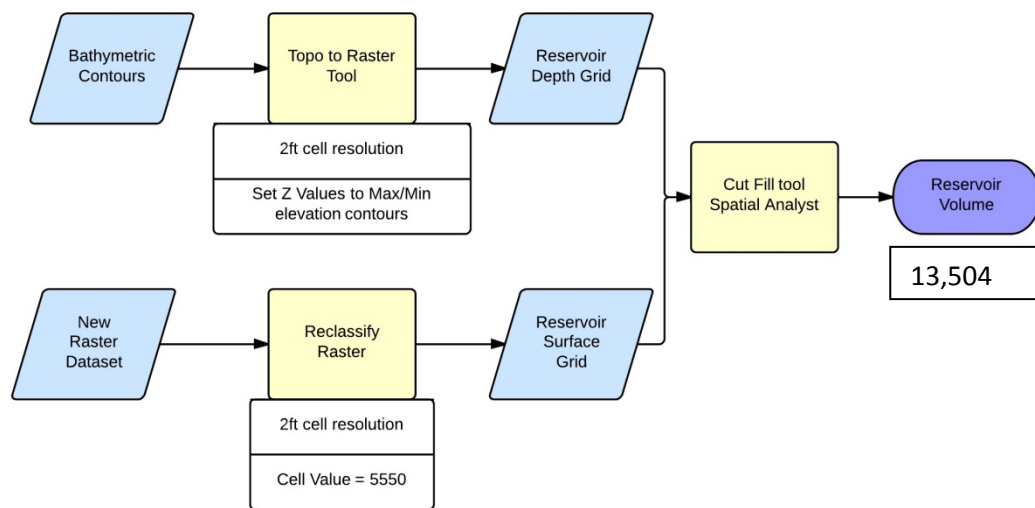 Bathymetric
Contours
Topo to Raster
Tool
2ft cell resolution
Set Z Values to Max/Min
elevation contours
Reservoir
Depth Grid
Cut Fill tool
Spatial Analyst
Reservoir
Volume
13,504
New
Raster
Dataset
Reclassify
Raster
2ft cell resolution
Cell Value = 5550
Reservoir
Surface
Grid